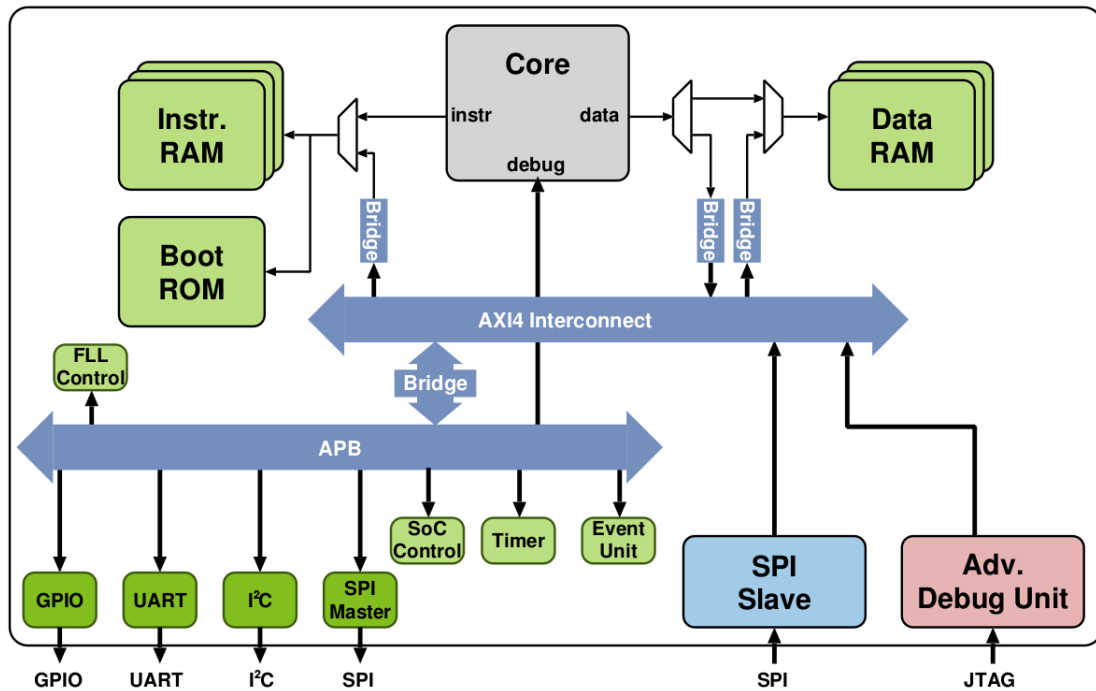 Core
instr
data
debug
Instr.
RAM
Data
RAM
Boot
ROM
Bridge
Bridge
Bridge
AXI4 Interconnect
FLL
Control
Bridge
APB
SoC
Control
Timer
Event
Unit
GPIO
UART
I²C
SPI
Master
SPI
Slave
Adv.
Debug Unit
GPIO
UART
I²C
SPI
SPI
JTAG